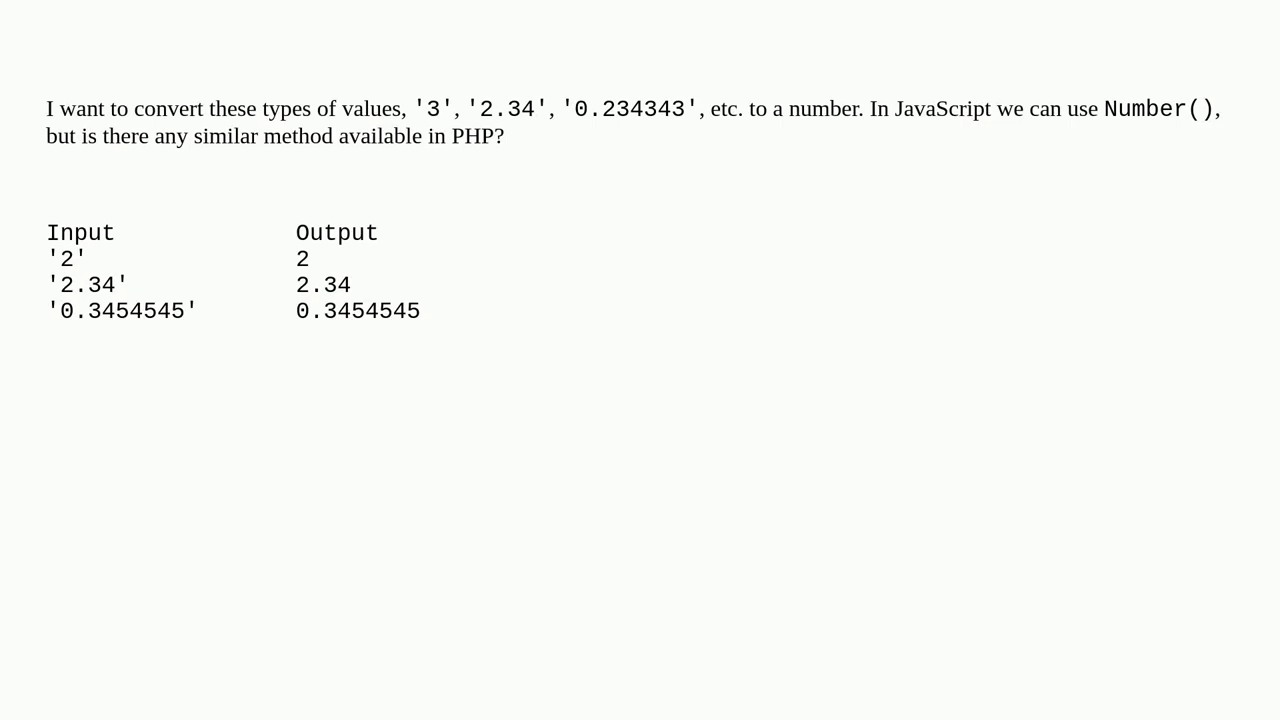 I want to convert these types of values, '3', '2.34', '0.234343', etc. to a number. In JavaScript we can use Number(),
but is there any similar method available in PHP?
Input Output
'2' 2
'2.34' 2.34
'0.3454545' 0.3454545